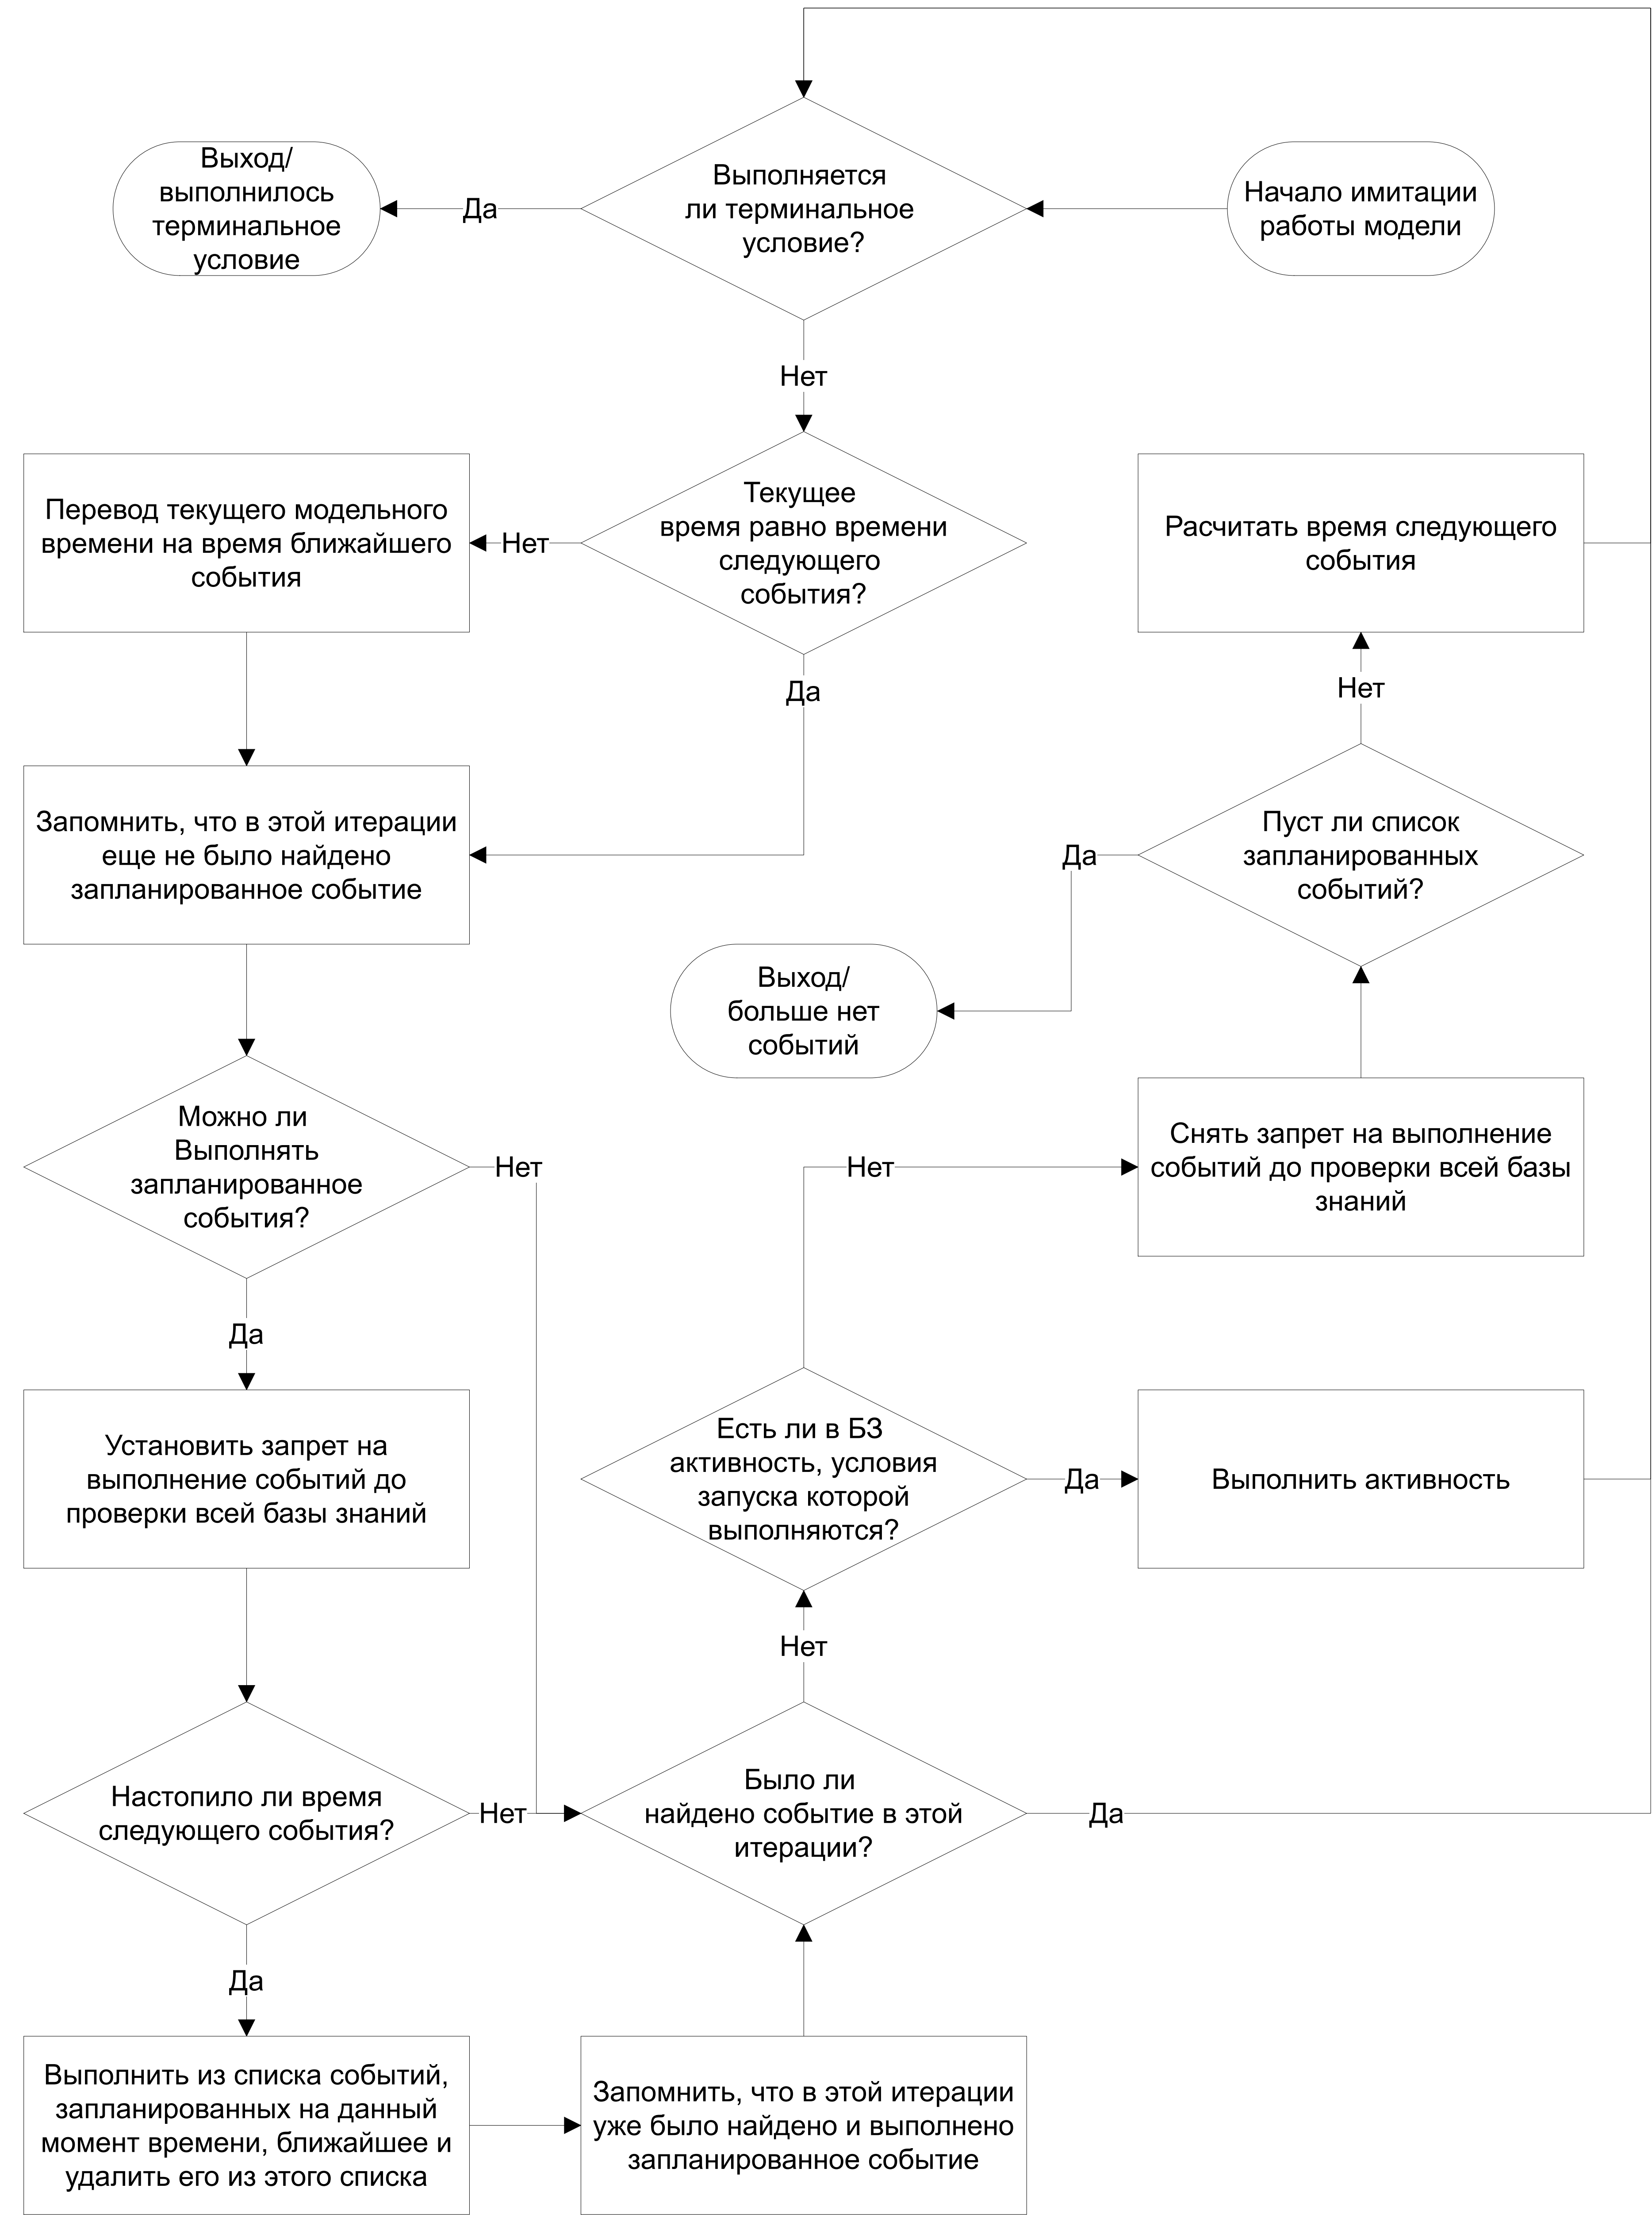 Выход/
выполнилось
терминальное
условие
Да
Выполняется
ли терминальное
условие?
Начало имитации
работы модели
Нет
Перевод текущего модельного
времени на время ближайшего
события
Нет
Текущее
время равно времени
следующего
события?
Расчитать время следующего
события
Да
Нет
Запомнить, что в этой итерации
еще не было найдено
запланированное событие
Да
Пуст ли список
запланированных
событий?
Выход/
больше нет
событий
Можно ли
Выполнять
запланированное
события?
Нет
Нет
Снять запрет на выполнение
событий до проверки всей базы
знаний
Да
Установить запрет на
выполнение событий до
проверки всей базы знаний
Есть ли в БЗ
активность, условия
запуска которой
выполняются?
Да
Выполнить активность
Нет
Настопило ли время
следующего события?
Нет
Было ли
найдено событие в этой
итерации?
Да
Да
Выполнить из списка событий,
запланированных на данный
момент времени, ближайшее и
удалить его из этого списка
Запомнить, что в этой итерации
уже было найдено и выполнено
запланированное событие